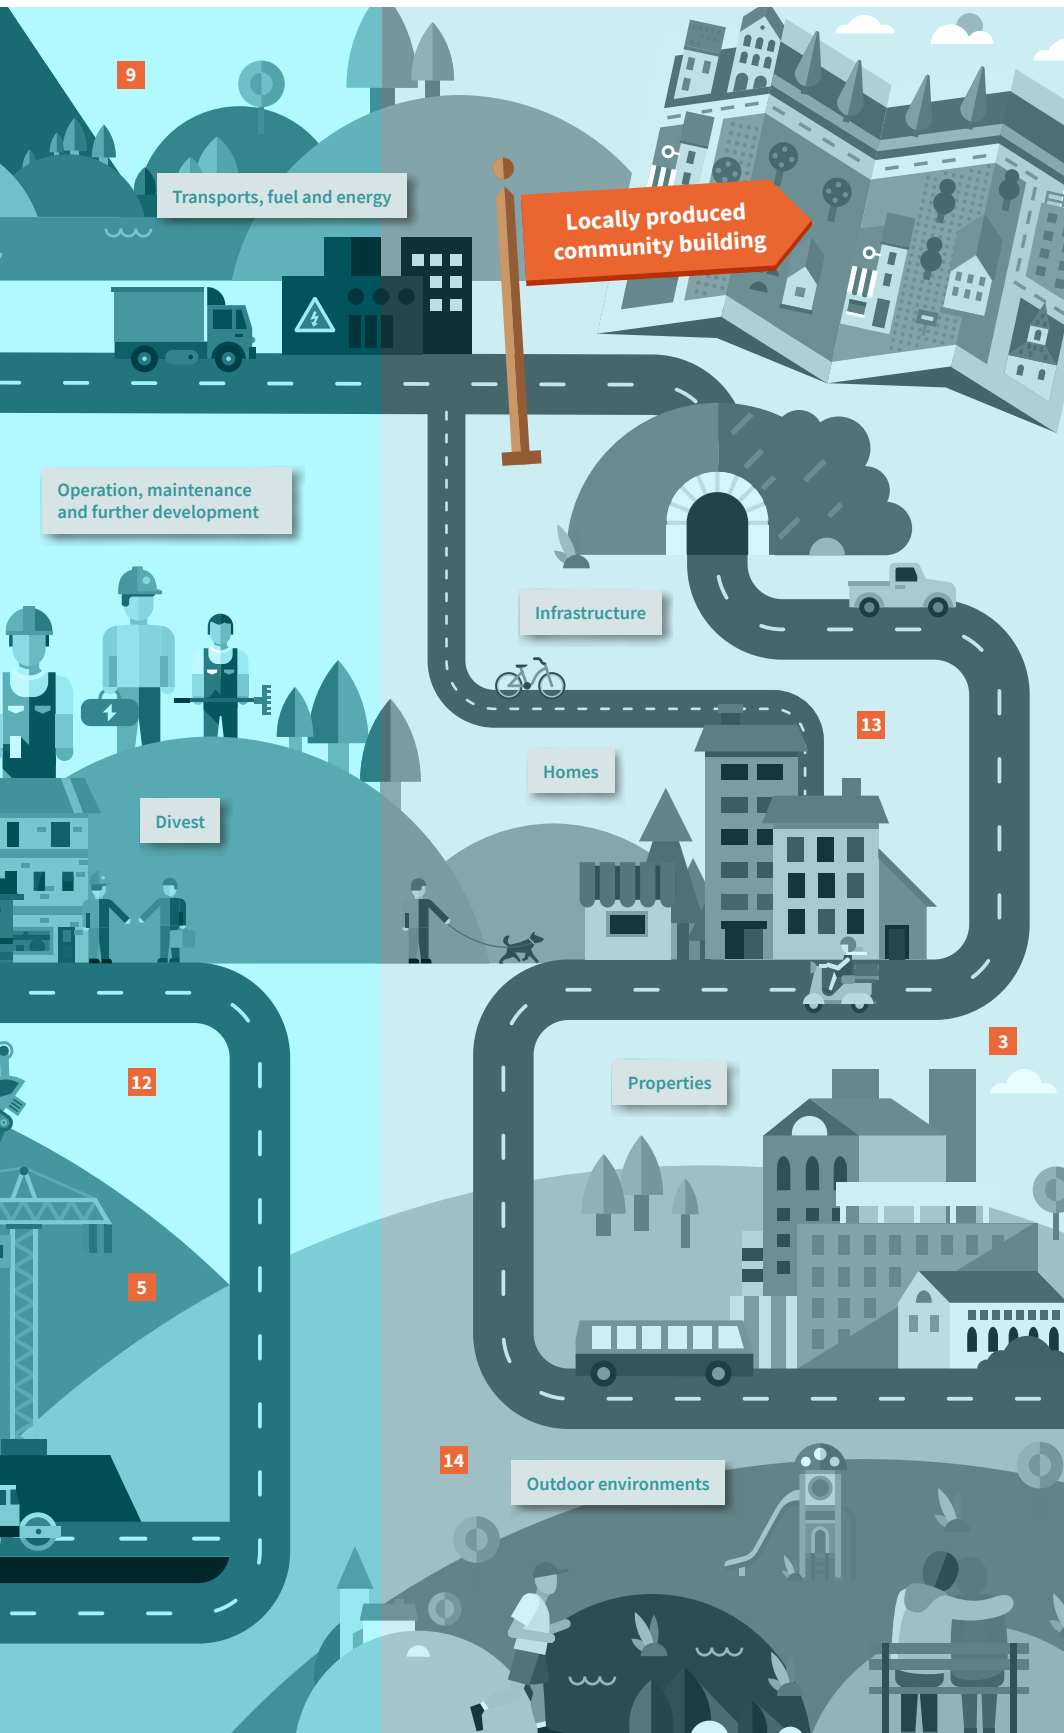 9
Transports, fuel and energy
Locally produced
community building
Operation, maintenance
and further development
Infrastructure
13
Homes
Divest
3
12
Properties
5
14
Outdoor environments